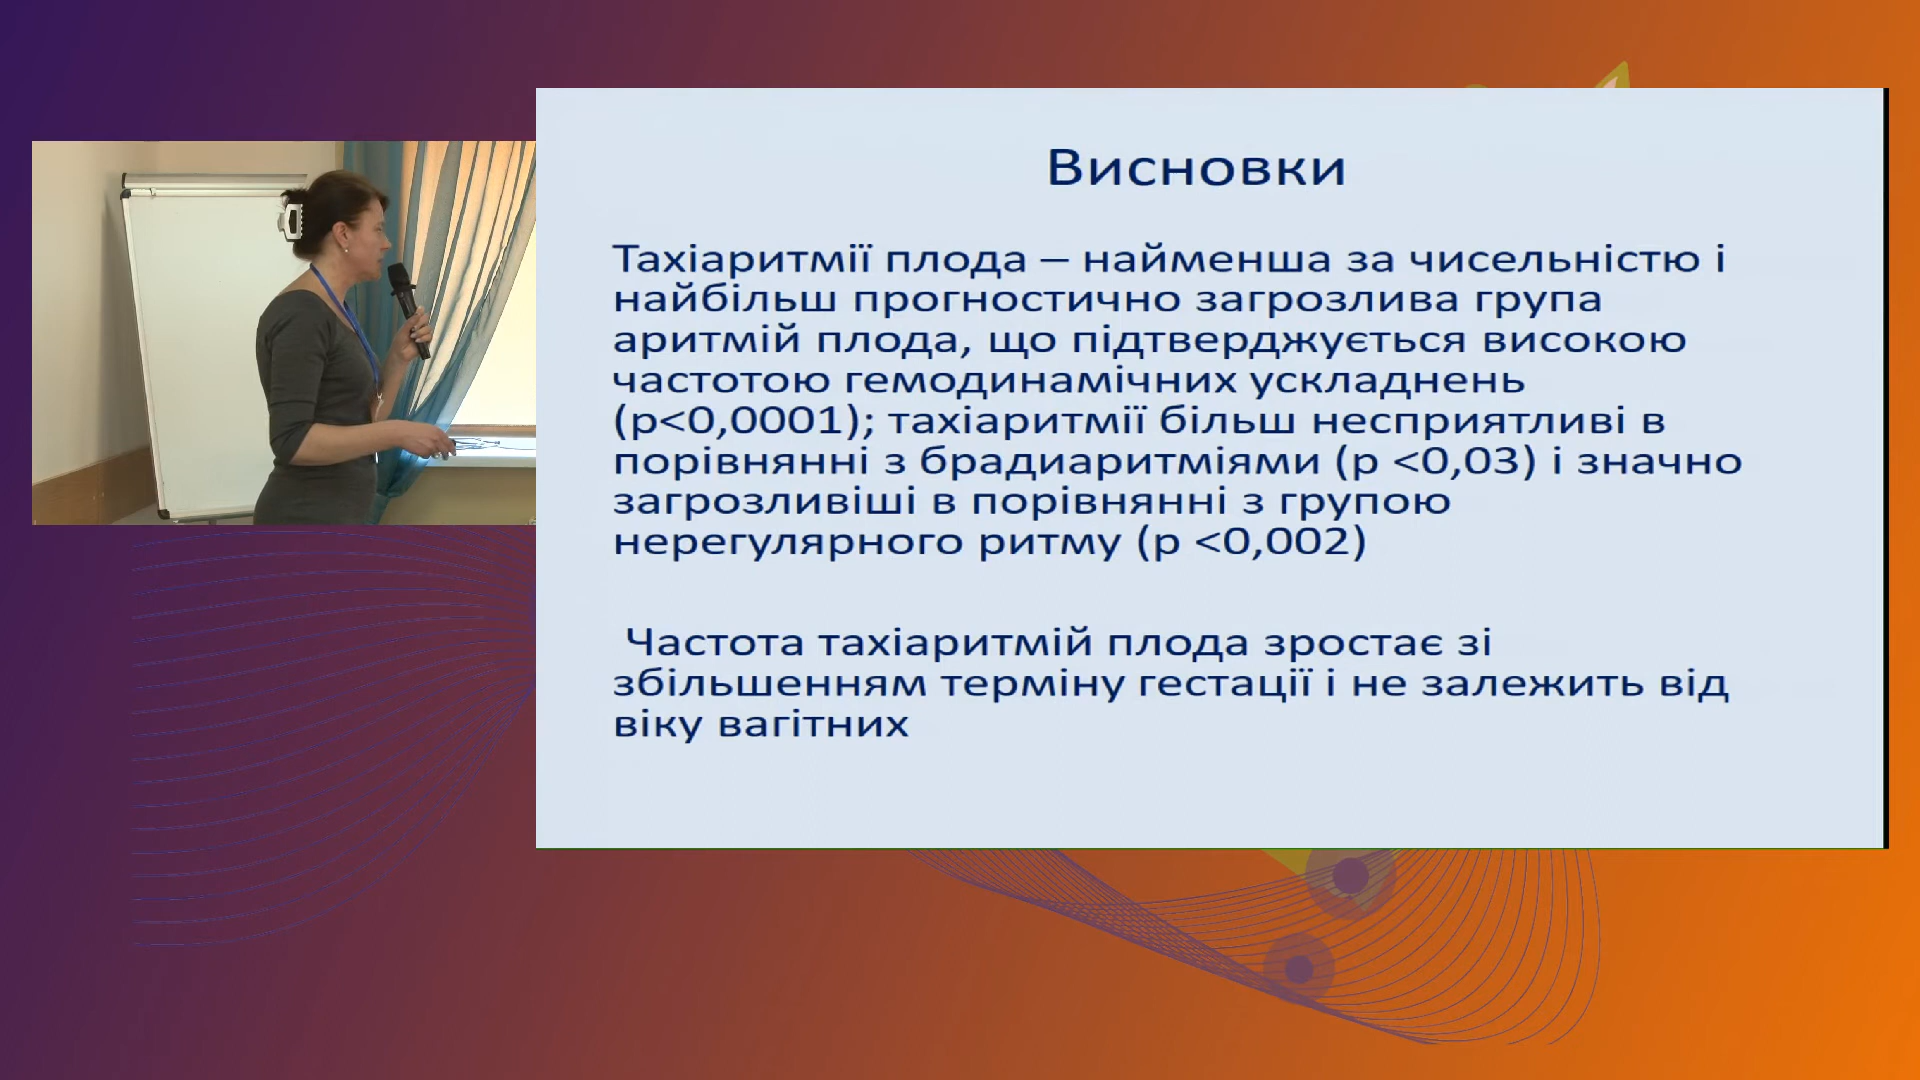 Висновки
Тахіаритмії плода – найменша за чисельністю і
найбільш прогностично загрозлива група
аритмій плода, що підтверджується високою
частотою гемодинамічних ускладнень
(р<0,0001); тахіаритмії більш несприятливі в
порівнянні з брадиаритміями (р <0,03) і значно
загрозливіші в порівнянні з групою
нерегулярного ритму (р <0,002)
Частота тахіаритмій плода зростає зі
збільшенням терміну гестації і не залежить від
віку вагітних